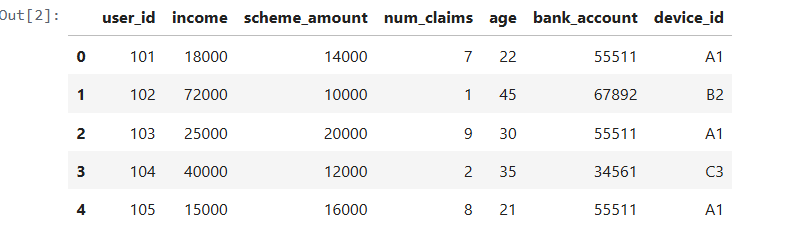 Out[2]: user_id income scheme_amount num_claims age bank_account device_id
0 101 18000 14000 7 22 55511 A1
1 102 72000 10000 1 45 67892 B2
2 103 25000 20000 9 30 55511 A1
3 104 40000 12000 2 35 34561 C3
4 105 15000 16000 8 21 55511 A1